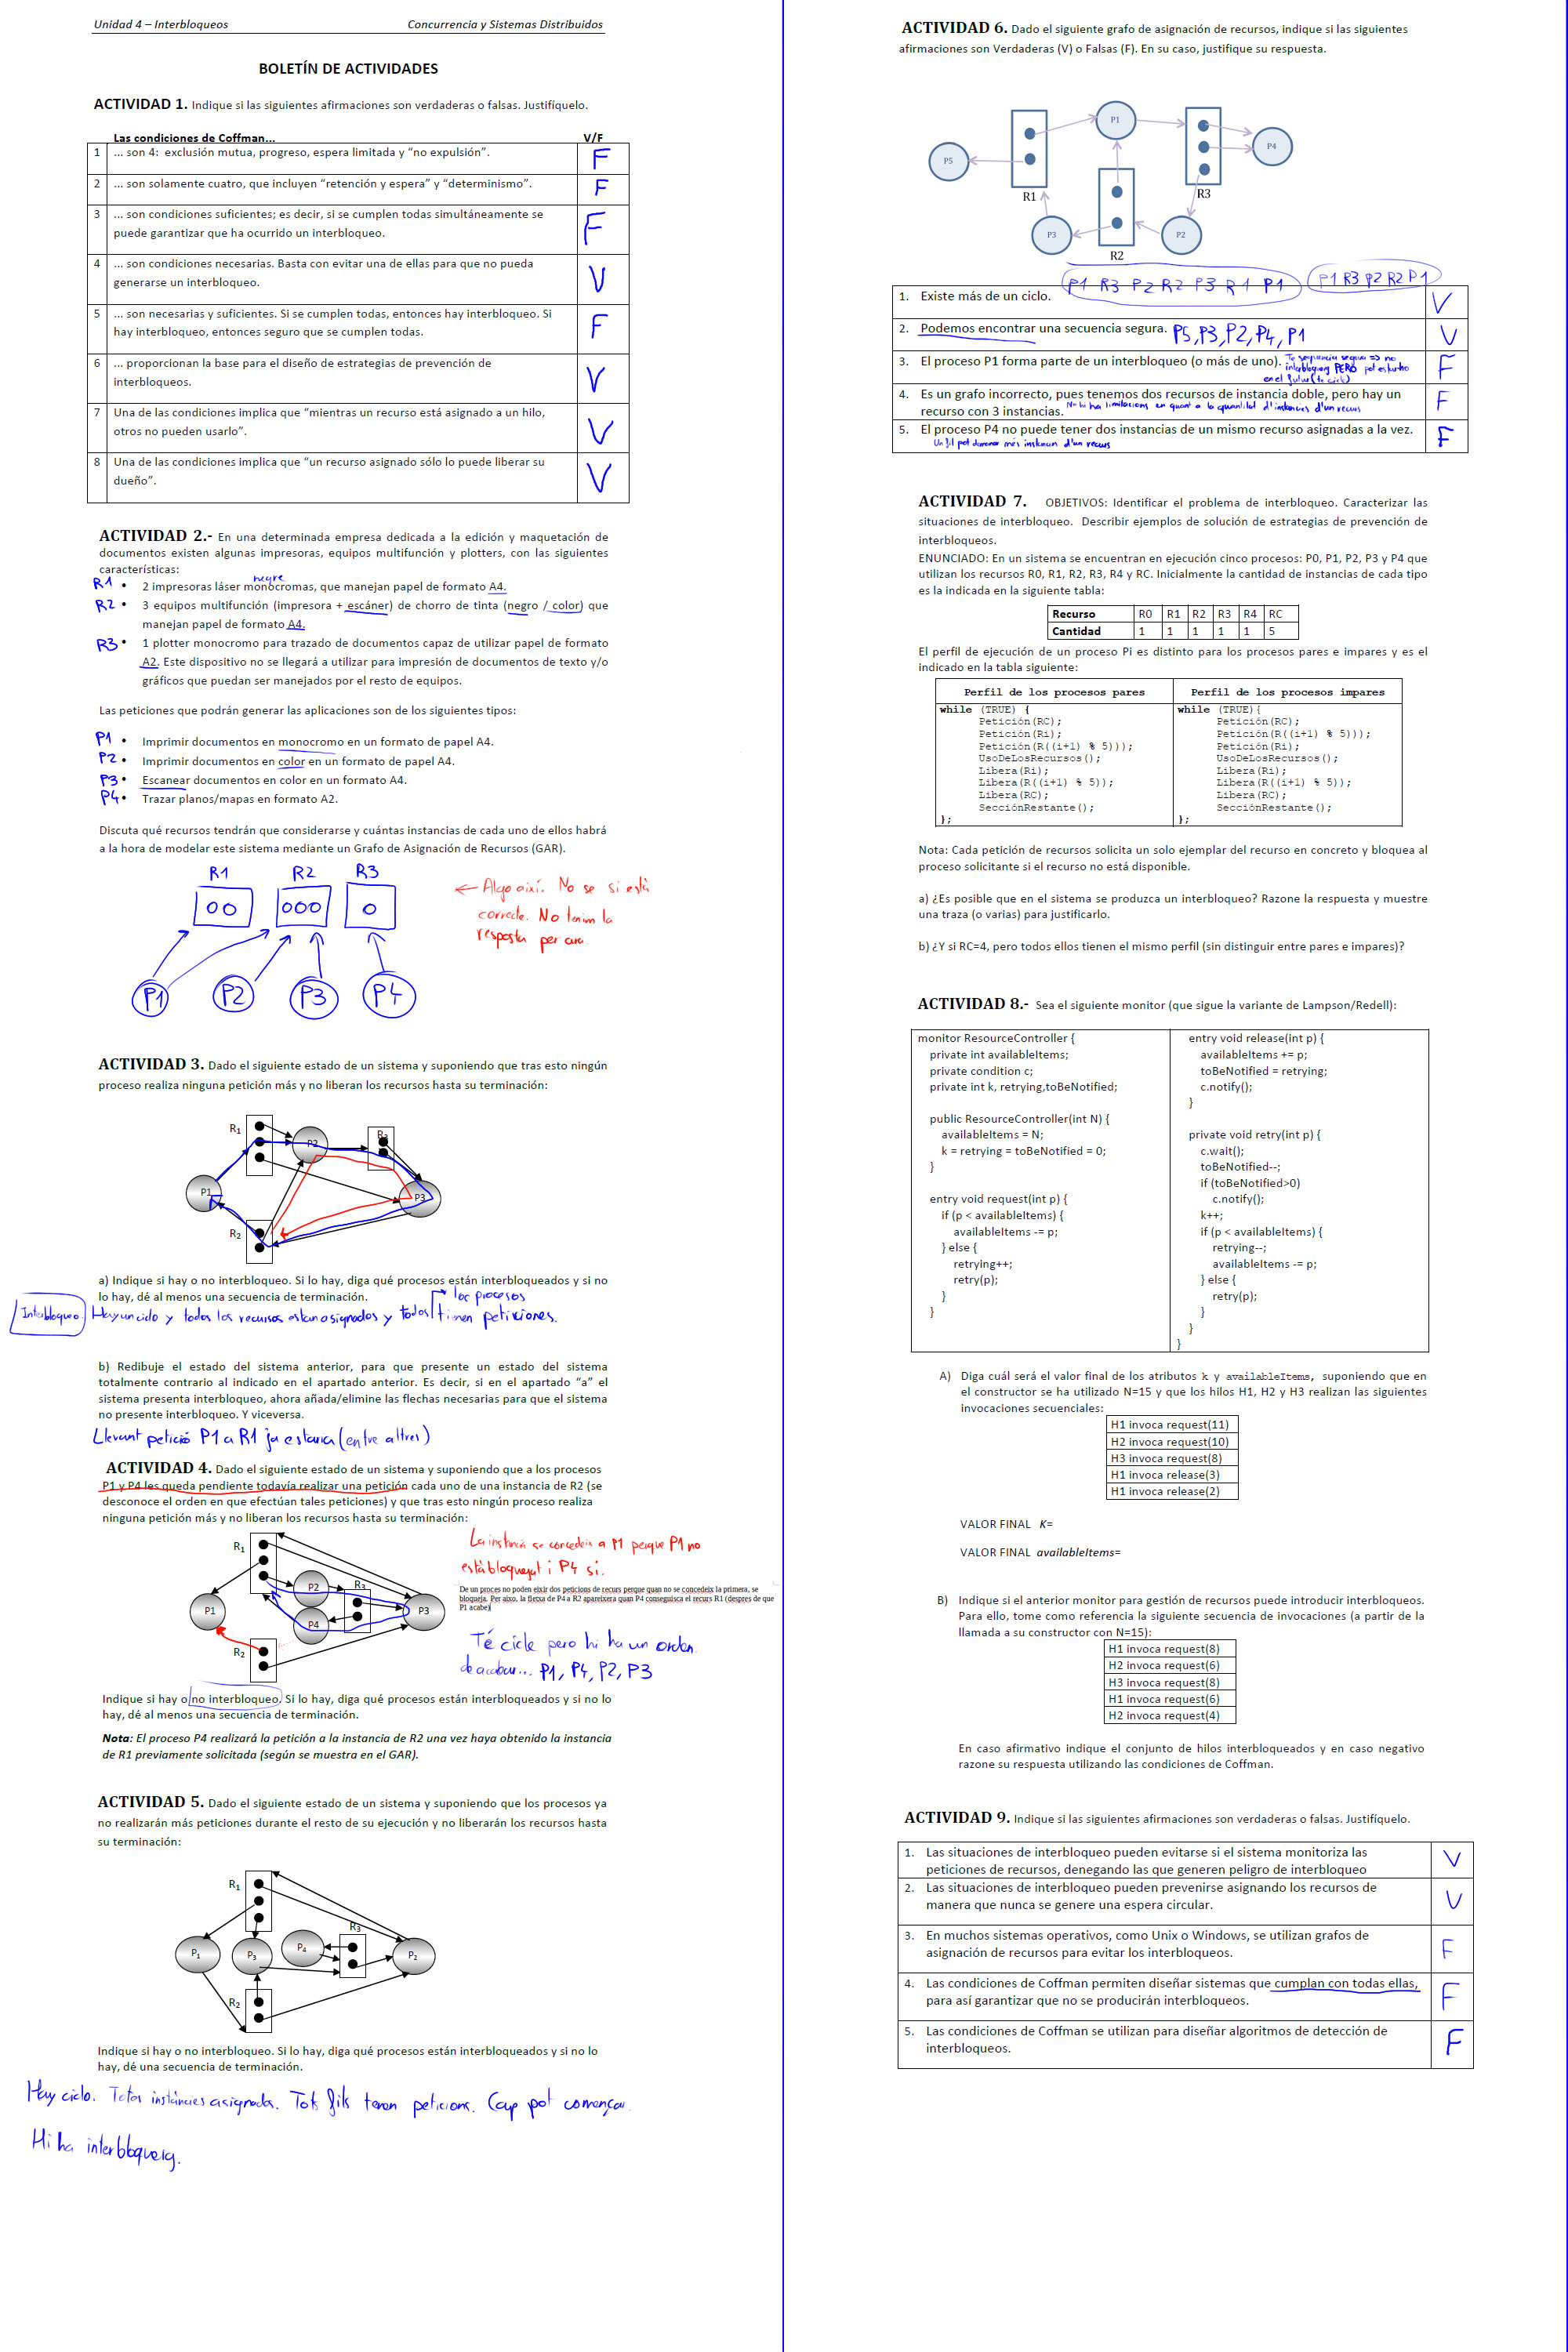 Unidad 4 – Interbloqueos
Concurrencia y Sistemas Distribuidos
BOLETÍN DE ACTIVIDADES
ACTIVIDAD 1. Indique si las siguientes afirmaciones son verdaderas o falsas. Justifíquelo.
Las condiciones de Coffman... V/F
1 ... son 4: exclusión mutua, progreso, espera limitada y “no expulsión”. F
2 ... son solamente cuatro, que incluyen “retención y espera” y “determinismo”. F
3 ... son condiciones suficientes; es decir, si se cumplen todas simultáneamente se
puede garantizar que ha ocurrido un interbloqueo. F
4 ... son condiciones necesarias. Basta con evitar una de ellas para que no pueda
generarse un interbloqueo. V
5 ... son necesarias y suficientes. Si se cumplen todas, entonces hay interbloqueo. Si
hay interbloqueo, entonces seguro que se cumplen todas. F
6 ... proporcionan la base para el diseño de estrategias de prevención de
interbloqueos. V
7 Una de las condiciones implica que “mientras un recurso está asignado a un hilo,
otros no pueden usarlo”. V
8 Una de las condiciones implica que “un recurso asignado sólo lo puede liberar su
dueño”. V
ACTIVIDAD 2.- En una determinada empresa dedicada a la edición y maquetación de
documentos existen algunas impresoras, equipos multifunción y plotters, con las siguientes
características:
negre
R1 • 2 impresoras láser monocromas, que manejan papel de formato A4.
R2 • 3 equipos multifunción (impresora + escáner) de chorro de tinta (negro / color) que
manejan papel de formato A4.
R3 • 1 plotter monocromo para trazado de documentos capaz de utilizar papel de formato
A2. Este dispositivo no se llegará a utilizar para impresión de documentos de texto y/o
gráficos que puedan ser manejados por el resto de equipos.
Las peticiones que podrán generar las aplicaciones son de los siguientes tipos:
P1 • Imprimir documentos en monocromo en un formato de papel A4.
P2 • Imprimir documentos en color en un formato de papel A4.
P3 • Escanear documentos en color en un formato A4.
P4 • Trazar planos/mapas en formato A2.
Discuta qué recursos tendrán que considerarse y cuántas instancias de cada uno de ellos habrá
a la hora de modelar este sistema mediante un Grafo de Asignación de Recursos (GAR).
R1 R2 R3
← Algo així. No se si està
correcte. No tenim la
resposta per ara.
P1 P2 P3 P4
ACTIVIDAD 3. Dado el siguiente estado de un sistema y suponiendo que tras esto ningún
proceso realiza ninguna petición más y no liberan los recursos hasta su terminación:
R1
P2
R3
P1
P3
R2
a) Indique si hay o no interbloqueo. Si lo hay, diga qué procesos están interbloqueados y si no
lo hay, dé al menos una secuencia de terminación.
los procesos
Interbloqueo. Hay un ciclo y todos los recursos estan asignados y todos tienen peticiones.
b) Redibuje el estado del sistema anterior, para que presente un estado del sistema
totalmente contrario al indicado en el apartado anterior. Es decir, si en el apartado “a” el
sistema presenta interbloqueo, ahora añada/elimine las flechas necesarias para que el sistema
no presente interbloqueo. Y viceversa.
Llevant petició P1 a R1 ja estaria (entre altres)
ACTIVIDAD 4. Dado el siguiente estado de un sistema y suponiendo que a los procesos
P1 y P4 les queda pendiente todavía realizar una petición cada uno de una instancia de R2 (se
desconoce el orden en que efectúan tales peticiones) y que tras esto ningún proceso realiza
ninguna petición más y no liberan los recursos hasta su terminación:
R1
P2
R3
P1
P3
P4
R2
La instancia se concedeix a P1 perque P1 no
està bloquejat i P4 si.
De un proces no poden eixir dos peticions de recurs perque quan no se concedeix la primera, se
bloqueja. Per aixo, la fletxa de P4 a R2 apareixera quan P4 conseguisca el recurs R1 (despres de que
P1 acabe)
Té cicle pero hi ha un orden
de acabar... P1, P4, P2, P3
Indique si hay o no interbloqueo. Si lo hay, diga qué procesos están interbloqueados y si no lo
hay, dé al menos una secuencia de terminación.
Nota: El proceso P4 realizará la petición a la instancia de R2 una vez haya obtenido la instancia
de R1 previamente solicitada (según se muestra en el GAR).
ACTIVIDAD 5. Dado el siguiente estado de un sistema y suponiendo que los procesos ya
no realizarán más peticiones durante el resto de su ejecución y no liberarán los recursos hasta
su terminación:
R1
R3
P1 P3 P4 P2
R2
Indique si hay o no interbloqueo. Si lo hay, diga qué procesos están interbloqueados y si no lo
hay, dé una secuencia de terminación.
Hay ciclo. Totes instàncies asignades. Tots fils tenen peticions. Cap pot començar.
Hi ha interbloqueig.
ACTIVIDAD 6. Dado el siguiente grafo de asignación de recursos, indique si las siguientes
afirmaciones son Verdaderas (V) o Falsas (F). En su caso, justifique su respuesta.
P1
P4
P5
R1
R3
P3
P2
R2
P1 R3 P2 R2 P3 R1 P1
P1 R3 P2 R2 P1
1. Existe más de un ciclo. V
2. Podemos encontrar una secuencia segura. P5,P3,P2,P4,P1 V
3. El proceso P1 forma parte de un interbloqueo (o más de uno). Te sequencia segura => no
interbloqueig PERO pot estar-ho
en el futur (te cicle) F
4. Es un grafo incorrecto, pues tenemos dos recursos de instancia doble, pero hay un
recurso con 3 instancias. No hi ha limitacions en quant a la quantitat d'instancies d'un recurs F
5. El proceso P4 no puede tener dos instancias de un mismo recurso asignadas a la vez.
Un fil pot demanar més instancies d'un recurs F
ACTIVIDAD 7. OBJETIVOS: Identificar el problema de interbloqueo. Caracterizar las
situaciones de interbloqueo. Describir ejemplos de solución de estrategias de prevención de
interbloqueos.
ENUNCIADO: En un sistema se encuentran en ejecución cinco procesos: P0, P1, P2, P3 y P4 que
utilizan los recursos R0, R1, R2, R3, R4 y RC. Inicialmente la cantidad de instancias de cada tipo
es la indicada en la siguiente tabla:
Recurso R0 R1 R2 R3 R4 RC
Cantidad 1 1 1 1 1 5
El perfil de ejecución de un proceso Pi es distinto para los procesos pares e impares y es el
indicado en la tabla siguiente:
Perfil de los procesos pares
while (TRUE) {
Petición(RC);
Petición(Ri);
Petición(R((i+1) % 5)));
UsoDeLosRecursos();
Libera(Ri);
Libera(R((i+1) % 5));
Libera(RC);
SecciónRestante();
};
Perfil de los procesos impares
while (TRUE){
Petición(RC);
Petición(R((i+1) % 5)));
Petición(Ri);
UsoDeLosRecursos();
Libera(Ri);
Libera(R((i+1) % 5));
Libera(RC);
SecciónRestante();
};
Nota: Cada petición de recursos solicita un solo ejemplar del recurso en concreto y bloquea al
proceso solicitante si el recurso no está disponible.
a) ¿Es posible que en el sistema se produzca un interbloqueo? Razone la respuesta y muestre
una traza (o varias) para justificarlo.
b) ¿Y si RC=4, pero todos ellos tienen el mismo perfil (sin distinguir entre pares e impares)?
ACTIVIDAD 8.- Sea el siguiente monitor (que sigue la variante de Lampson/Redell):
monitor ResourceController {
private int availableItems;
private condition c;
private int k, retrying,toBeNotified;
public ResourceController(int N) {
availableItems = N;
k = retrying = toBeNotified = 0;
}
entry void request(int p) {
if (p < availableItems) {
availableItems -= p;
} else {
retrying++;
retry(p);
}
}
entry void release(int p) {
availableItems += p;
toBeNotified = retrying;
c.notify();
}
private void retry(int p) {
c.wait();
toBeNotified--;
if (toBeNotified>0)
c.notify();
k++;
if (p < availableItems) {
retrying--;
availableItems -= p;
} else {
retry(p);
}
}
}
A) Diga cuál será el valor final de los atributos k y availableItems, suponiendo que en
el constructor se ha utilizado N=15 y que los hilos H1, H2 y H3 realizan las siguientes
invocaciones secuenciales:
H1 invoca request(11)
H2 invoca request(10)
H3 invoca request(8)
H1 invoca release(3)
H1 invoca release(2)
VALOR FINAL K=
VALOR FINAL availableItems=
B) Indique si el anterior monitor para gestión de recursos puede introducir interbloqueos.
Para ello, tome como referencia la siguiente secuencia de invocaciones (a partir de la
llamada a su constructor con N=15):
H1 invoca request(8)
H2 invoca request(6)
H3 invoca request(8)
H1 invoca request(6)
H2 invoca request(4)
En caso afirmativo indique el conjunto de hilos interbloqueados y en caso negativo
razone su respuesta utilizando las condiciones de Coffman.
ACTIVIDAD 9. Indique si las siguientes afirmaciones son verdaderas o falsas. Justifíquelo.
1. Las situaciones de interbloqueo pueden evitarse si el sistema monitoriza las
peticiones de recursos, denegando las que generen peligro de interbloqueo V
2. Las situaciones de interbloqueo pueden prevenirse asignando los recursos de
manera que nunca se genere una espera circular. V
3. En muchos sistemas operativos, como Unix o Windows, se utilizan grafos de
asignación de recursos para evitar los interbloqueos. F
4. Las condiciones de Coffman permiten diseñar sistemas que cumplan con todas ellas,
para así garantizar que no se producirán interbloqueos. F
5. Las condiciones de Coffman se utilizan para diseñar algoritmos de detección de
interbloqueos. F